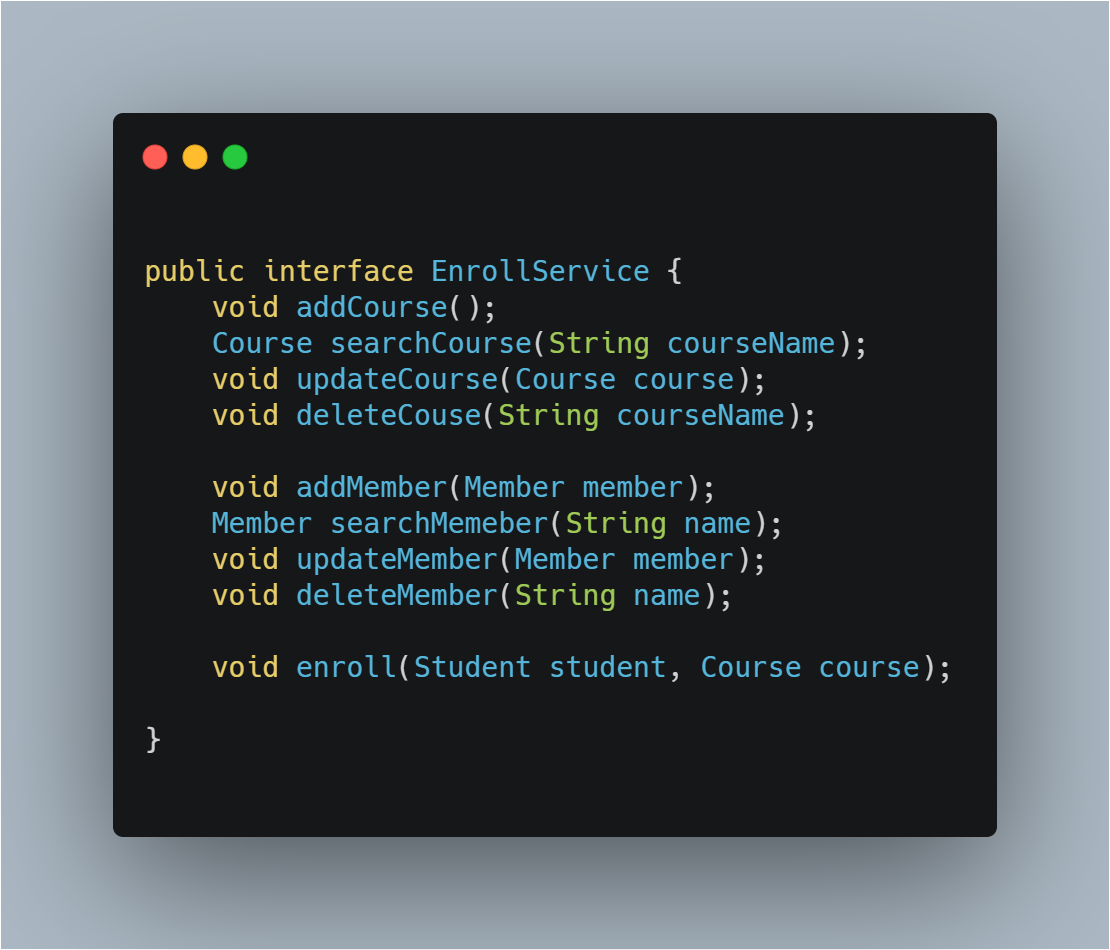 public interface EnrollService {
    void addCourse();
    Course searchCourse(String courseName);
    void updateCourse(Course course);
    void deleteCouse(String courseName);

    void addMember(Member member);
    Member searchMemeber(String name);
    void updateMember(Member member);
    void deleteMember(String name);

    void enroll(Student student, Course course);

}